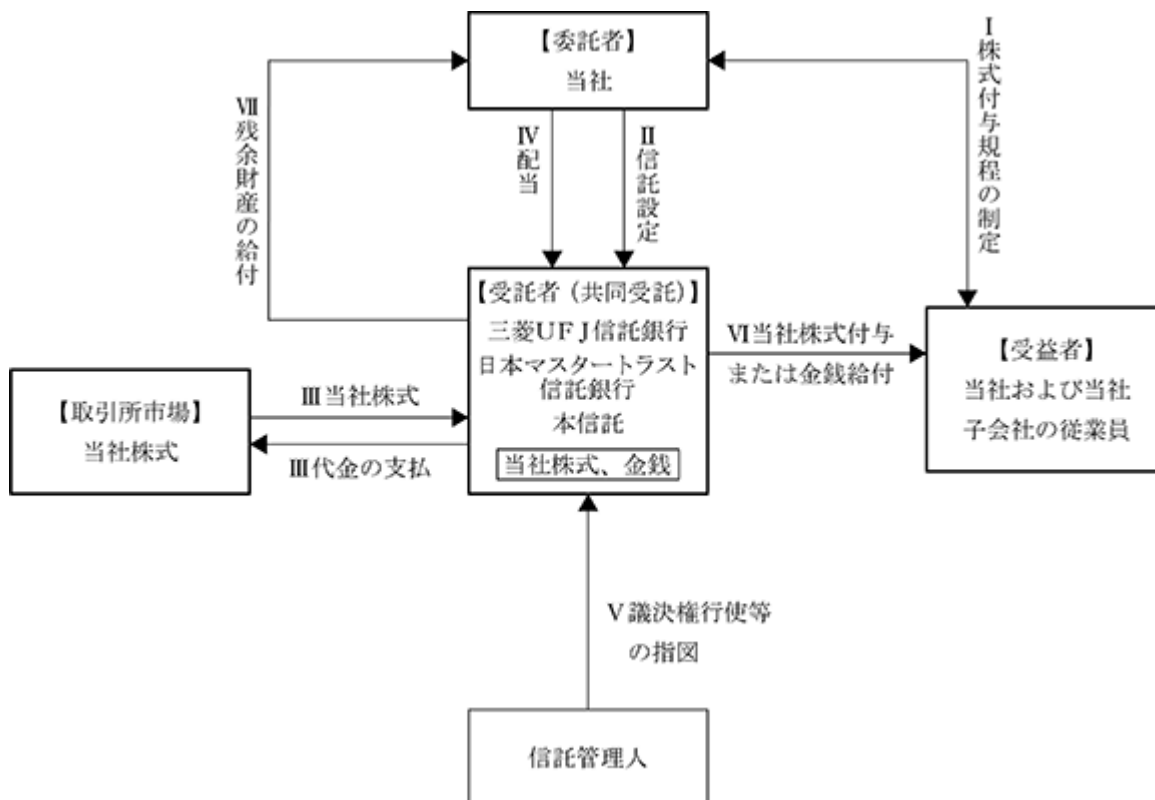 【委託者】
当社
Ⅰ株式付与規程の制定
Ⅶ残余財産の給付
Ⅳ配当
Ⅱ信託設定
【受託者(共同受託)】
三菱UFJ信託銀行
日本マスタートラスト
信託銀行
本信託
当社株式、金銭
Ⅵ当社株式付与
または金銭給付
【受益者】
当社および当社
子会社の従業員
【取引所市場】
当社株式
Ⅲ当社株式
Ⅲ代金の支払
Ⅴ議決権行使等
の指図
信託管理人